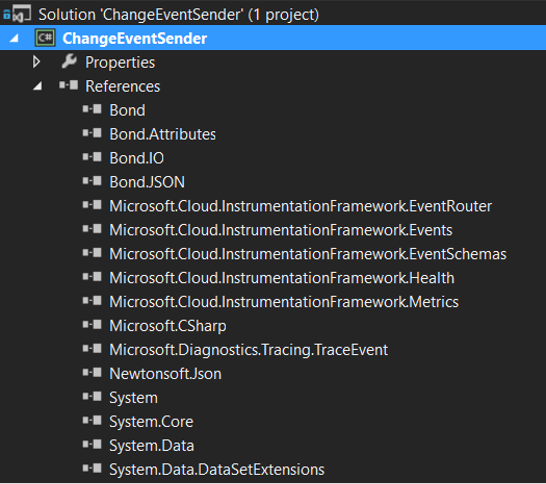 Solution 'ChangeEventSender' (1 project)
C# ChangeEventSender
Properties
References
Bond
Bond.Attributes
Bond.IO
Bond.JSON
Microsoft.Cloud.InstrumentationFramework.EventRouter
Microsoft.Cloud.InstrumentationFramework.Events
Microsoft.Cloud.InstrumentationFramework.EventSchemas
Microsoft.Cloud.InstrumentationFramework.Health
Microsoft.Cloud.InstrumentationFramework.Metrics
Microsoft.CSharp
Microsoft.Diagnostics.Tracing.TraceEvent
Newtonsoft.Json
System
System.Core
System.Data
System.Data.DataSetExtensions